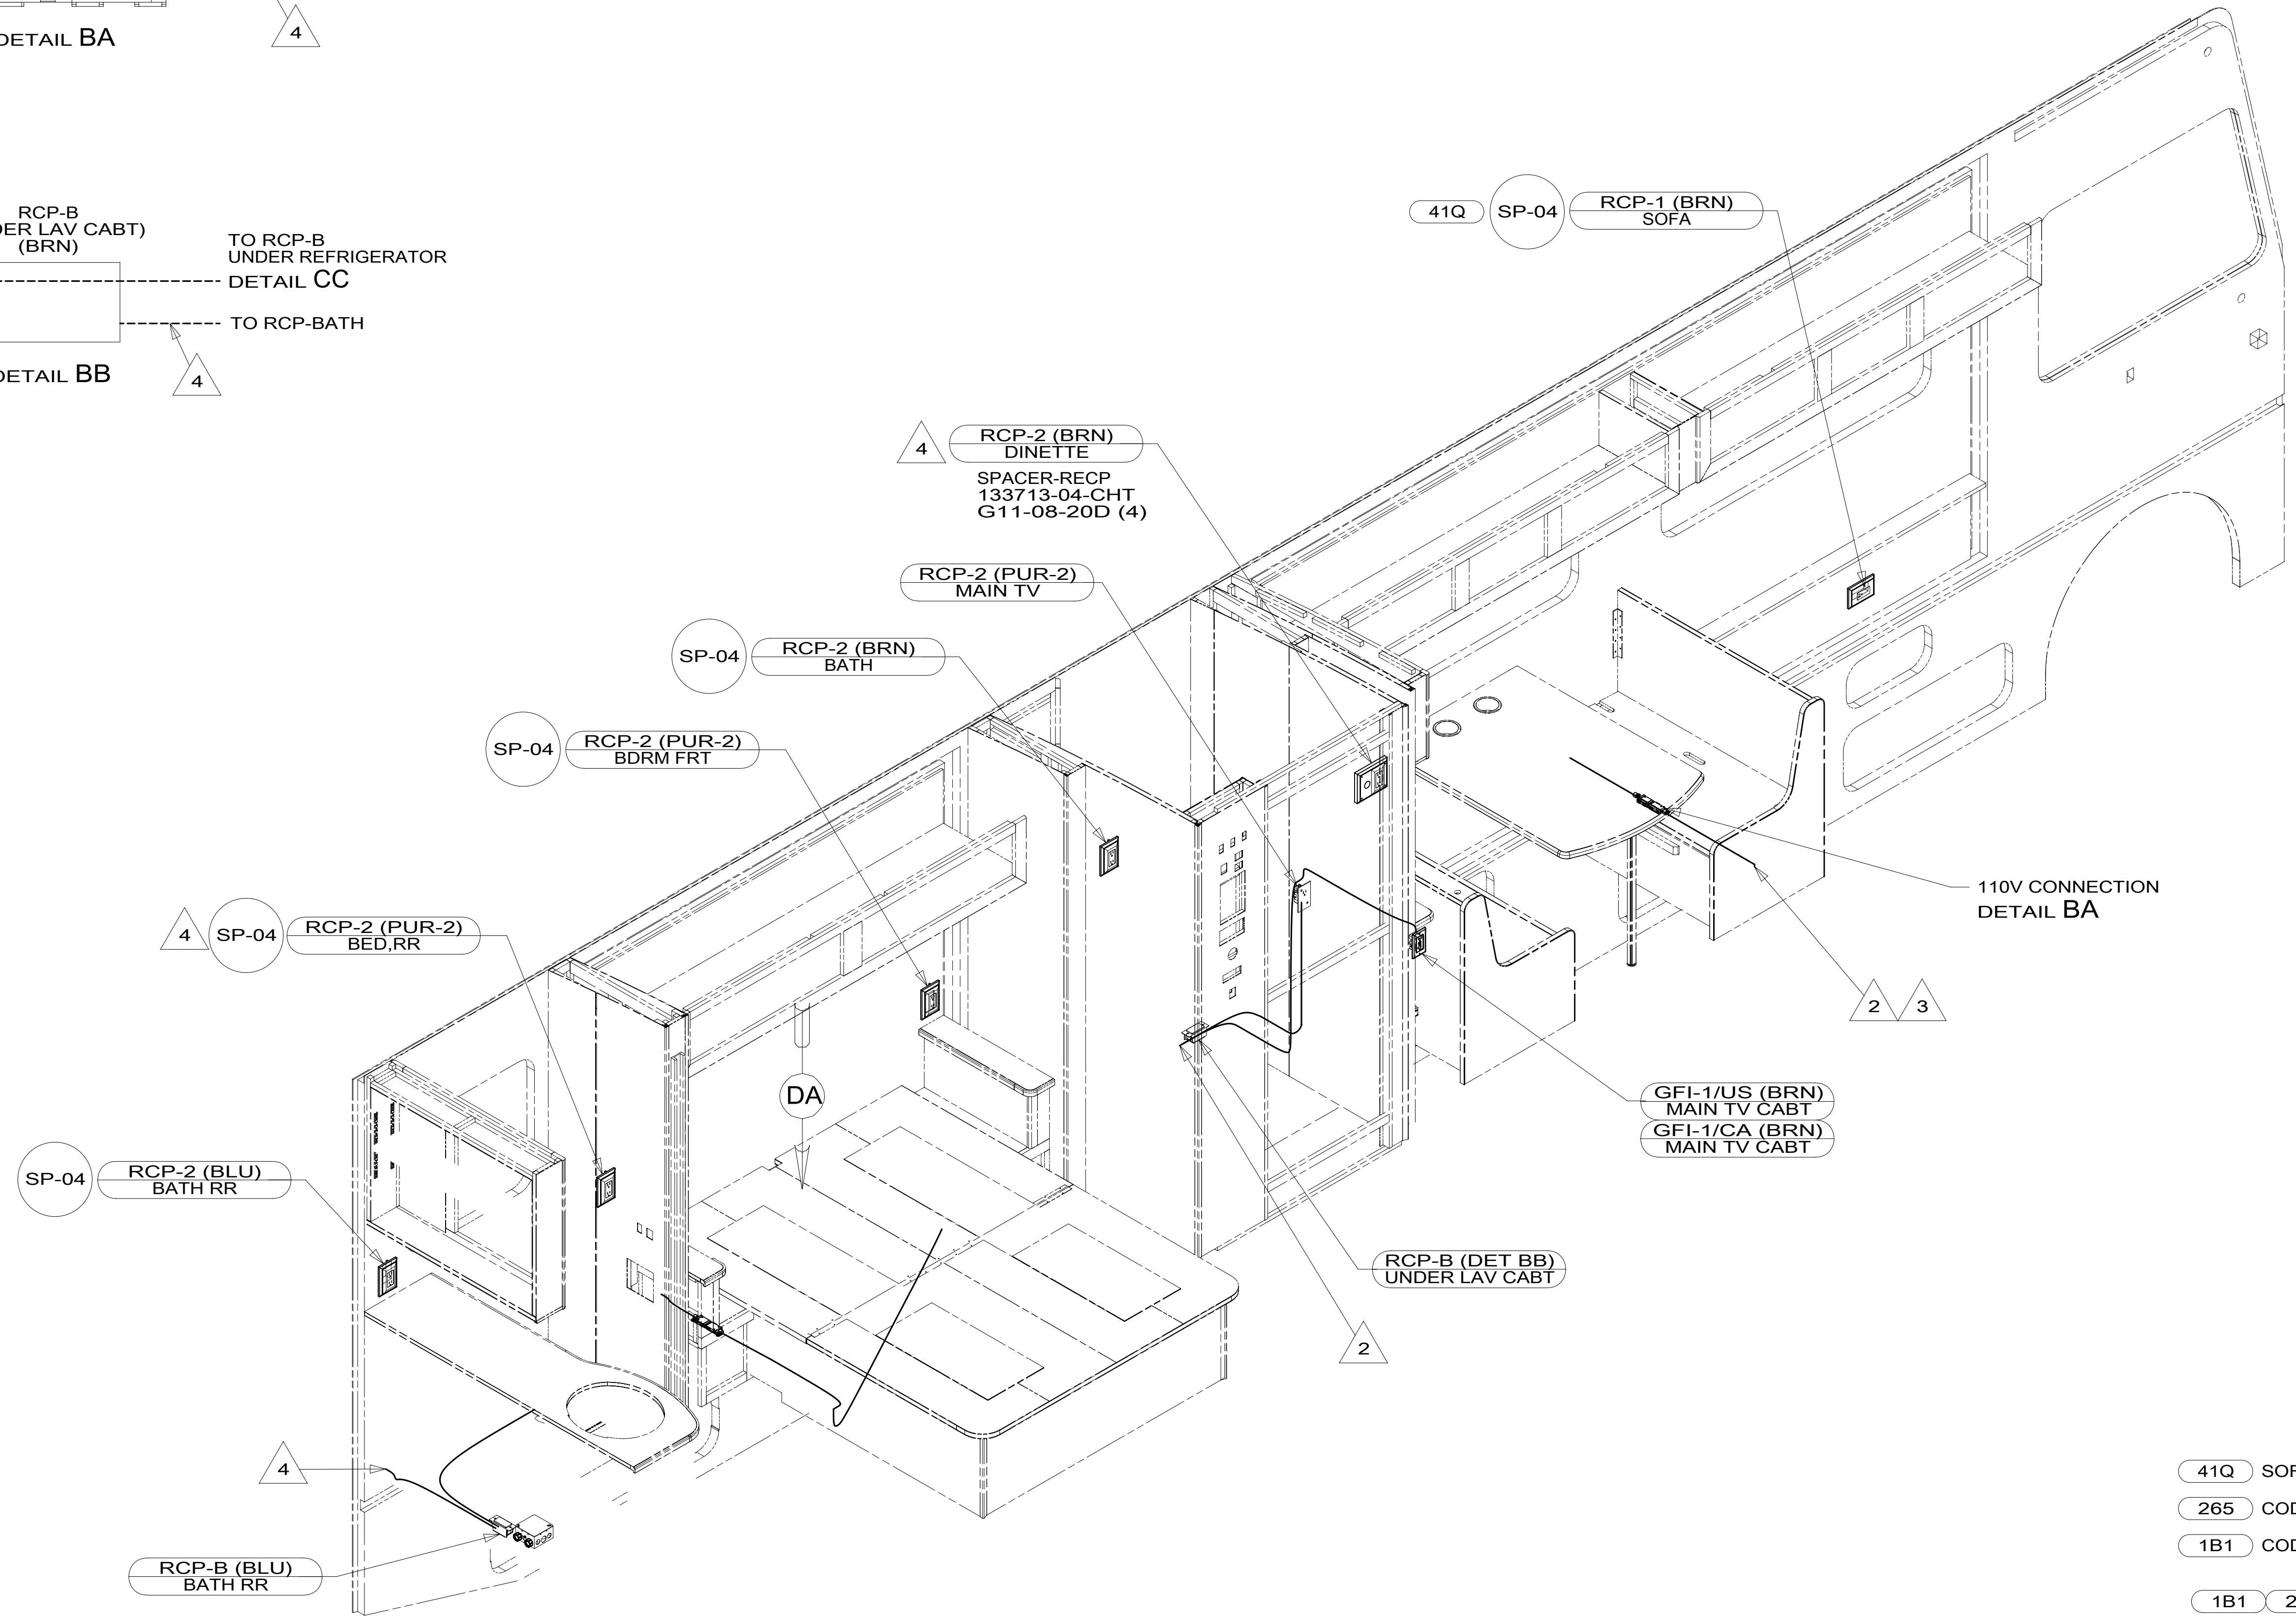 DETAIL BA
4
RCP-B
DER LAV CABT)
(BRN)
TO RCP-B
UNDER REFRIGERATOR
DETAIL CC
TO RCP-BATH
DETAIL BB
4
41Q
SP-04
RCP-1 (BRN)
SOFA
4
RCP-2 (BRN)
DINETTE
SPACER-RECP
133713-04-CHT
G11-08-20D (4)
RCP-2 (PUR-2)
MAIN TV
SP-04
RCP-2 (BRN)
BATH
SP-04
RCP-2 (PUR-2)
BDRM FRT
4
SP-04
RCP-2 (PUR-2)
BED,RR
110V CONNECTION
DETAIL BA
2
3
DA
GFI-1/US (BRN)
MAIN TV CABT
GFI-1/CA (BRN)
MAIN TV CABT
SP-04
RCP-2 (BLU)
BATH RR
RCP-B (DET BB)
UNDER LAV CABT
2
4
RCP-B (BLU)
BATH RR
41Q SOF
265 COD
1B1 COD
1B1 2